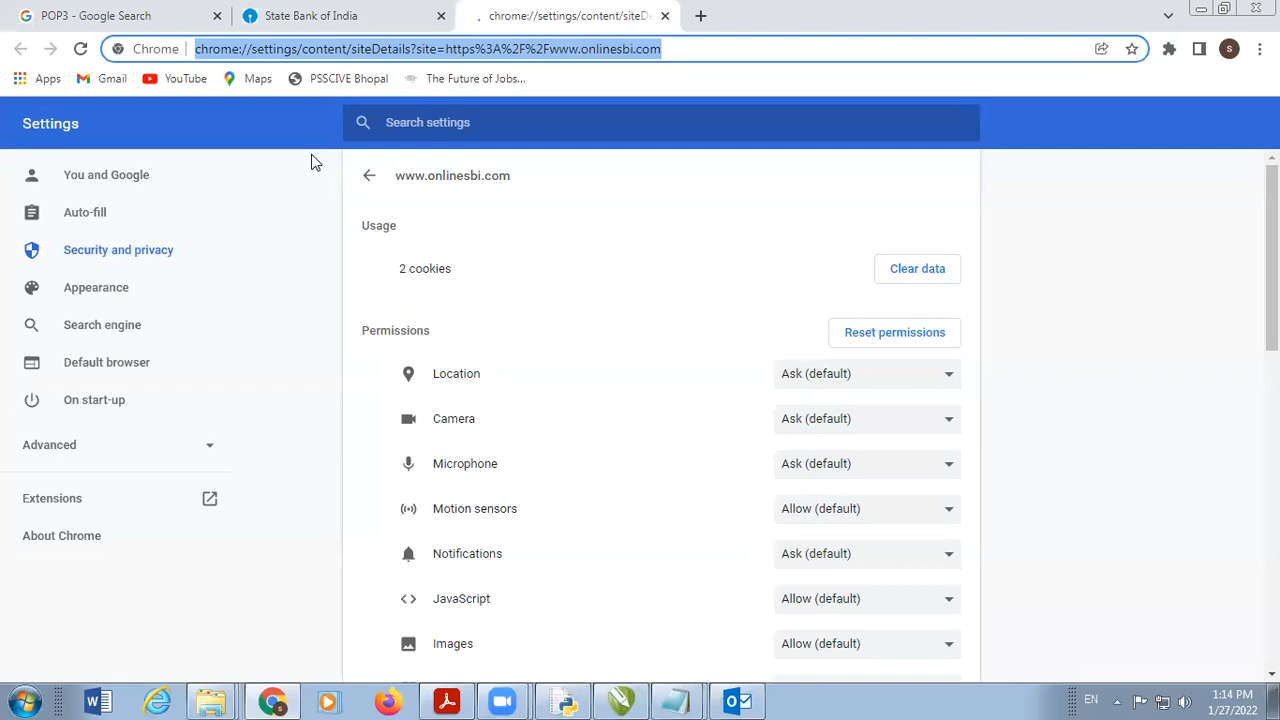 POP3 - Google Search
State Bank of India
chrome://settings/content/siteDe
Chrome
chrome://settings/content/siteDetails?site=https%3A%2F%2Fwww.onlinesbi.com
S
Apps
Gmail
YouTube
Maps
PSSCIVE Bhopal
The Future of Jobs...
Settings
Search settings
You and Google
Auto-fill
Security and privacy
Appearance
Search engine
Default browser
On start-up
Advanced
Extensions
About Chrome
www.onlinesbi.com
Usage
2 cookies
Clear data
Permissions
Reset permissions
Location
Ask (default)
Camera
Ask (default)
Microphone
Ask (default)
Motion sensors
Allow (default)
Notifications
Ask (default)
JavaScript
Allow (default)
Images
Allow (default)
EN
1:14 PM
1/27/2022